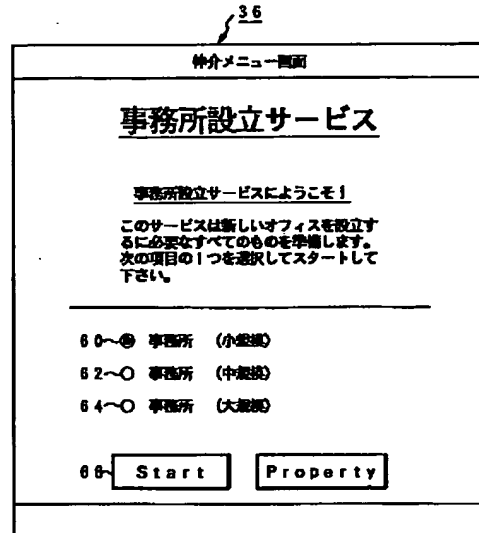 36
仲介メニュー画面
事務所設立サービス
事務所設立サービスにようこそ!
このサービスは新しいオフィスを設立す
るに必要なすべてのものを準備します。
次の項目の1つを選択してスタートして
下さい。
60~◉ 事務所 (小規模)
62~○ 事務所 (中規模)
64~○ 事務所 (大規模)
66 Start Property